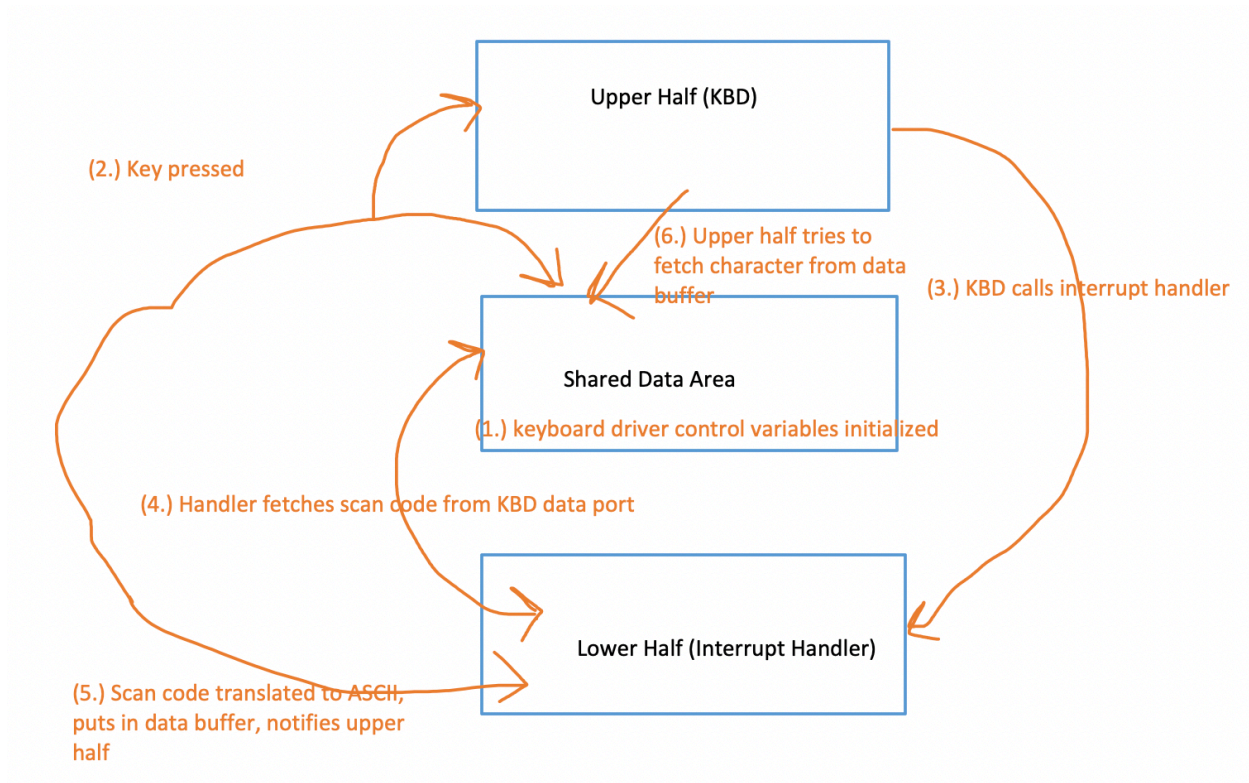 Upper Half (KBD)
(2.) Key pressed
(6.) Upper half tries to
fetch character from data
buffer
(3.) KBD calls interrupt handler
Shared Data Area
(1.) keyboard driver control variables initialized
(4.) Handler fetches scan code from KBD data port
Lower Half (Interrupt Handler)
(5.) Scan code translated to ASCII,
puts in data buffer, notifies upper
half